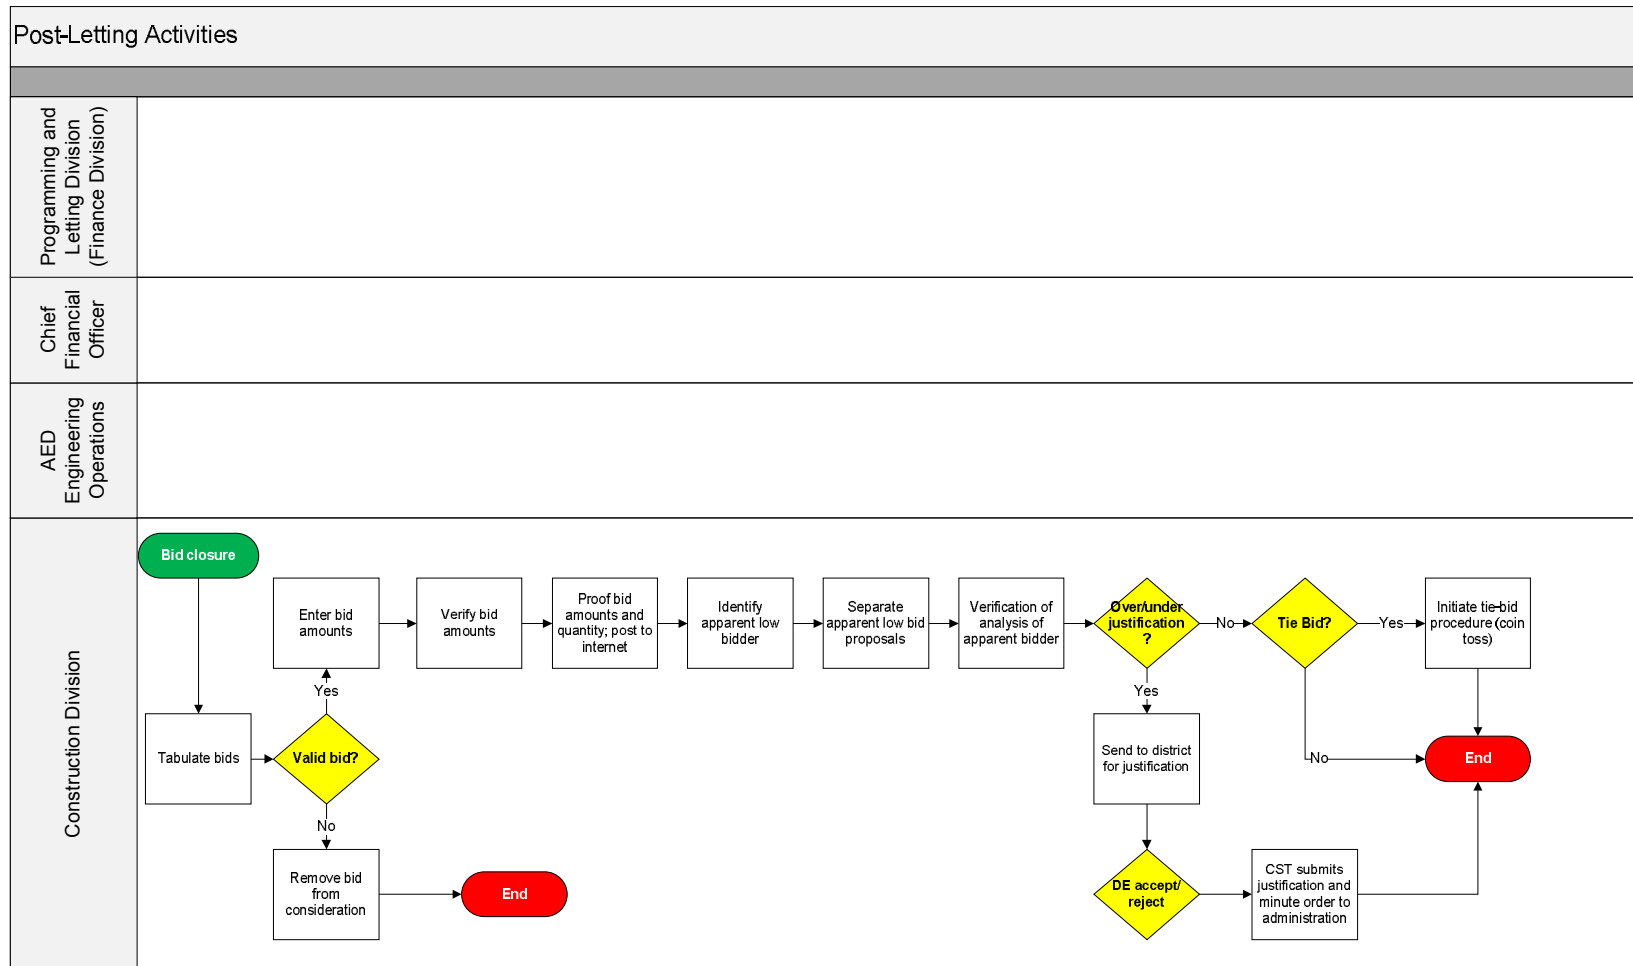 Post-Letting Activities
Programming and
Letting Division
(Finance Division)
Chief
Financial
Officer
AED
Engineering
Operations
Construction Division
Bid closure
Tabulate bids
Valid bid?
Yes
No
Enter bid
amounts
Verify bid
amounts
Proof bid
amounts and
quantity; post to
internet
Identify
apparent low
bidder
Separate
apparent low bid
proposals
Verification of
analysis of
apparent bidder
Over/under
justification
?
No
Tie Bid?
Yes
Initiate tie-bid
procedure (coin
toss)
Yes
Send to district
for justification
No
End
Remove bid
from
consideration
End
DE accept/
reject
CST submits
justification and
minute order to
administration